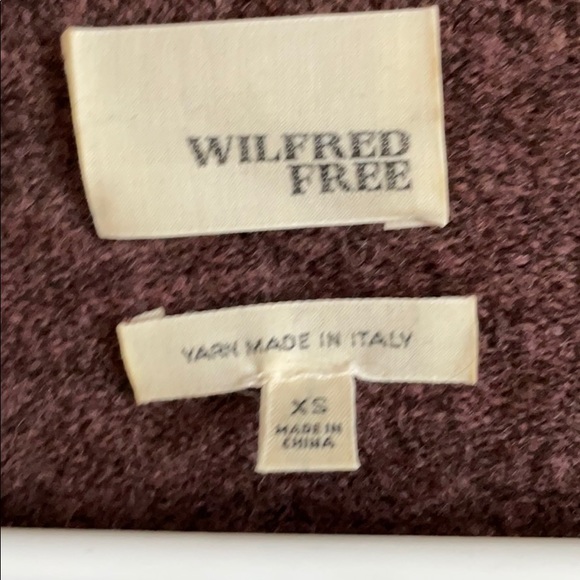 WILFRED
FREE
YARN MADE IN ITALY
XS
MADE IN
CHINA